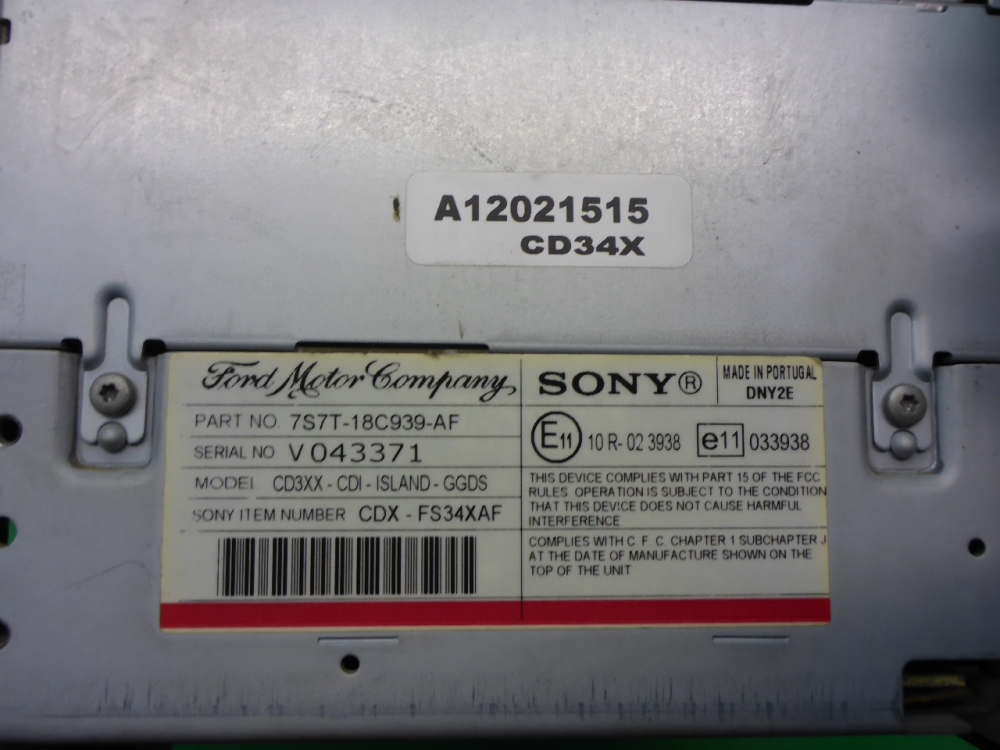 A12021515
CD34X
Ford Motor Company
PART NO. 7S7T-18C939-AF
SERIAL NO V043371
MODEL CD3XX - CDI - ISLAND - GGDS
SONY ITEM NUMBER CDX - FS34XAF
SONY®
MADE IN PORTUGAL
DNY2E
E11 10 R- 02 3938 e11 033938
THIS DEVICE COMPLIES WITH PART 15 OF THE FCC
RULES OPERATION IS SUBJECT TO THE CONDITION
THAT THIS DEVICE DOES NOT CAUSE HARMFUL
INTERFERENCE
COMPLIES WITH C. F. C. CHAPTER 1 SUBCHAPTER J
AT THE DATE OF MANUFACTURE SHOWN ON THE
TOP OF THE UNIT